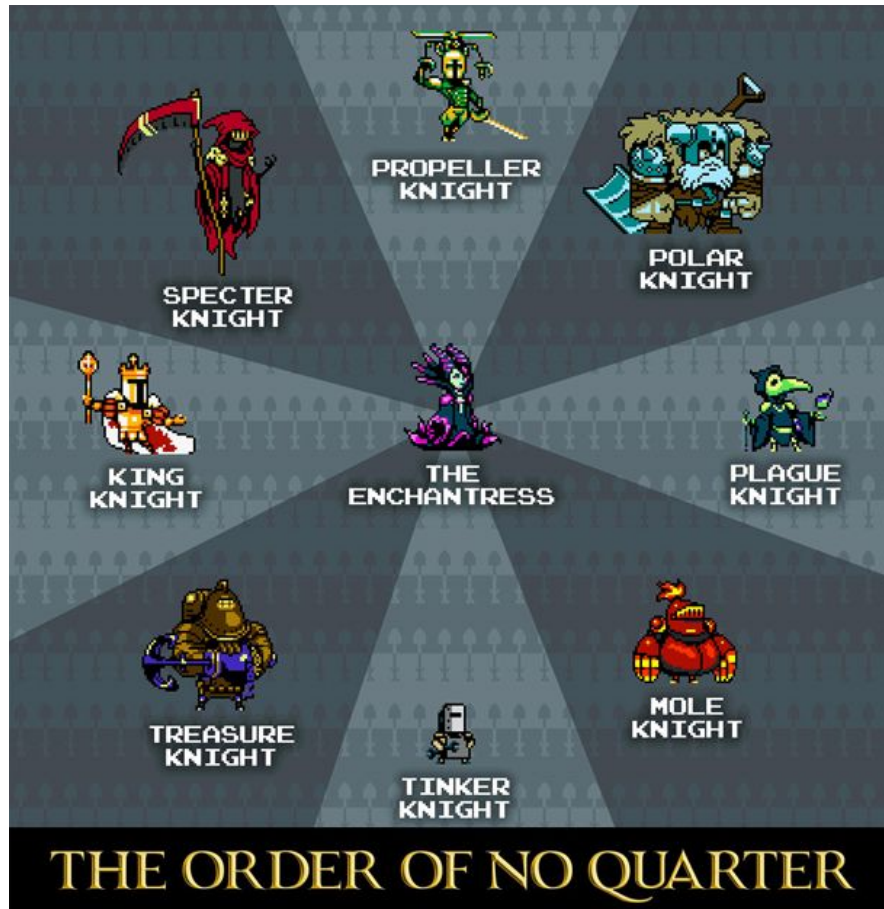 PROPELLER
KNIGHT
POLAR
KNIGHT
SPECTER
KNIGHT
KING
KNIGHT
THE
ENCHANTRESS
PLAGUE
KNIGHT
TREASURE
KNIGHT
MOLE
KNIGHT
TINKER
KNIGHT
THE ORDER OF NO QUARTER